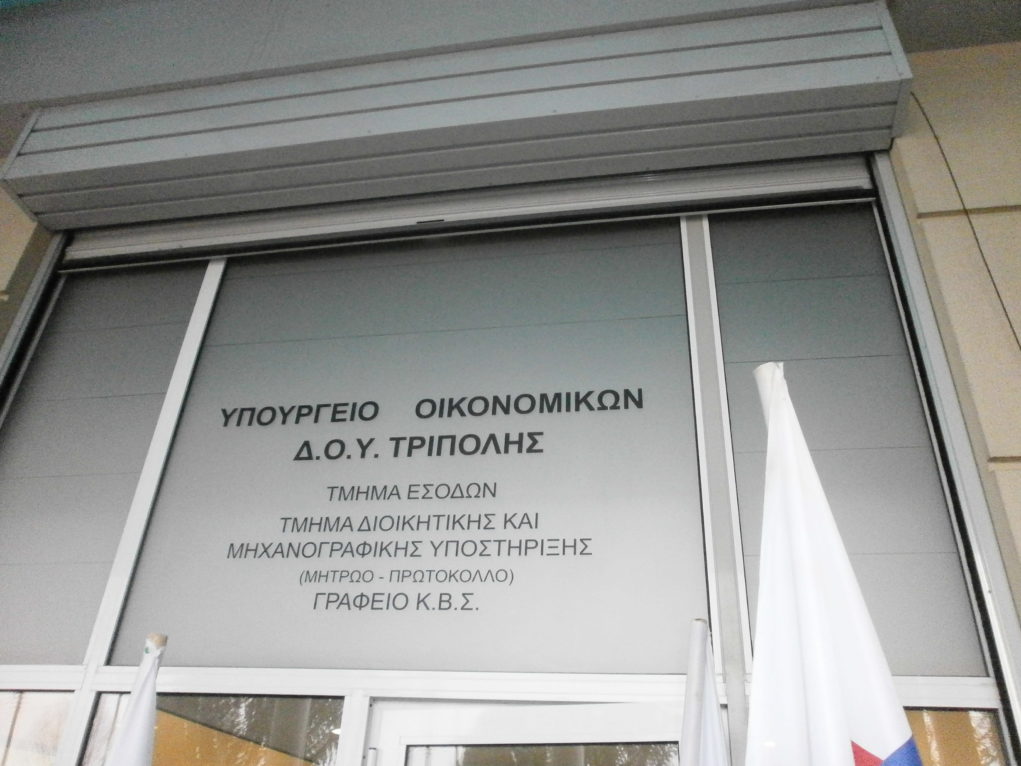 ΥΠΟΥΡΓΕΙΟ ΟΙΚΟΝΟΜΙΚΩΝ
Δ.Ο.Υ. ΤΡΙΠΟΛΗΣ
ΤΜΗΜΑ ΕΣΟΔΩΝ
ΤΜΗΜΑ ΔΙΟΙΚΗΤΙΚΗΣ ΚΑΙ
ΜΗΧΑΝΟΓΡΑΦΙΚΗΣ ΥΠΟΣΤΗΡΙΞΗΣ
(ΜΗΤΡΩΟ - ΠΡΩΤΟΚΟΛΛΟ)
ΓΡΑΦΕΙΟ Κ.Β.Σ.